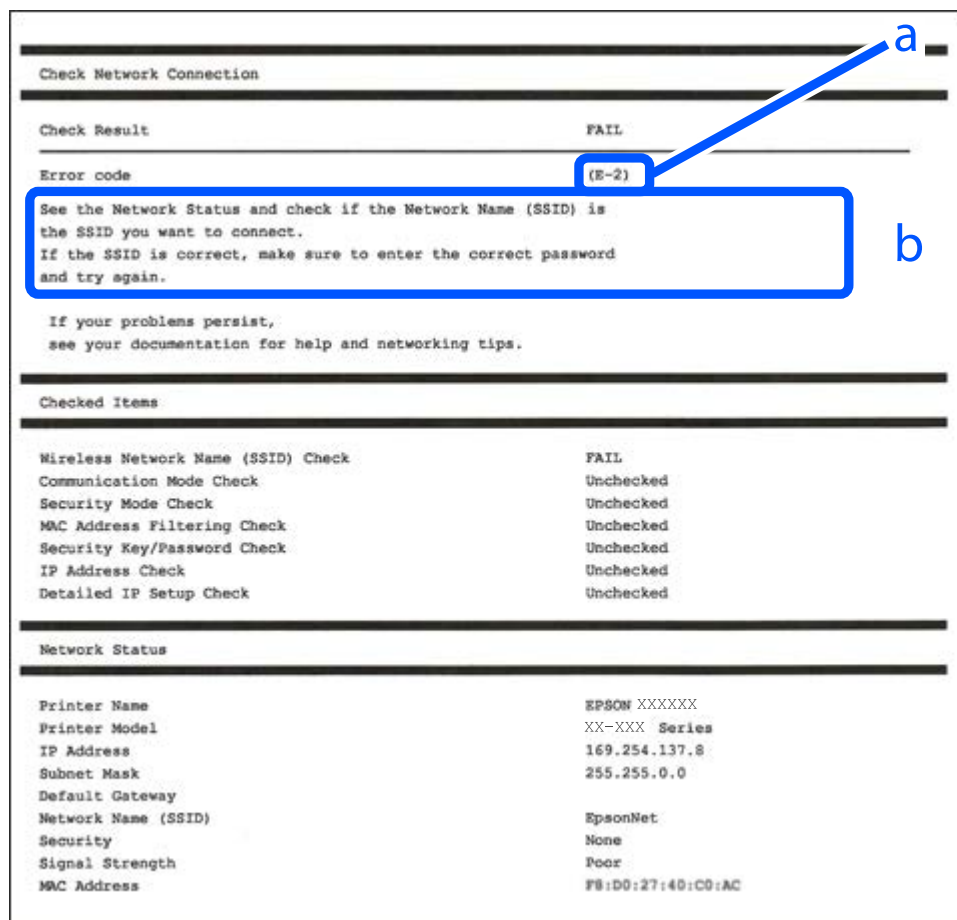 a
Check Network Connection
Check Result FAIL
Error code (E-2)
b
See the Network Status and check if the Network Name (SSID) is
the SSID you want to connect.
If the SSID is correct, make sure to enter the correct password
and try again.
If your problems persist,
see your documentation for help and networking tips.
Checked Items
Wireless Network Name (SSID) Check FAIL
Communication Mode Check Unchecked
Security Mode Check Unchecked
MAC Address Filtering Check Unchecked
Security Key/Password Check Unchecked
IP Address Check Unchecked
Detailed IP Setup Check Unchecked
Network Status
Printer Name EPSON XXXXXX
Printer Model XX-XXX Series
IP Address 169.254.137.8
Subnet Mask 255.255.0.0
Default Gateway
Network Name (SSID) EpsonNet
Security None
Signal Strength Poor
MAC Address F8:D0:27:40:C0:AC